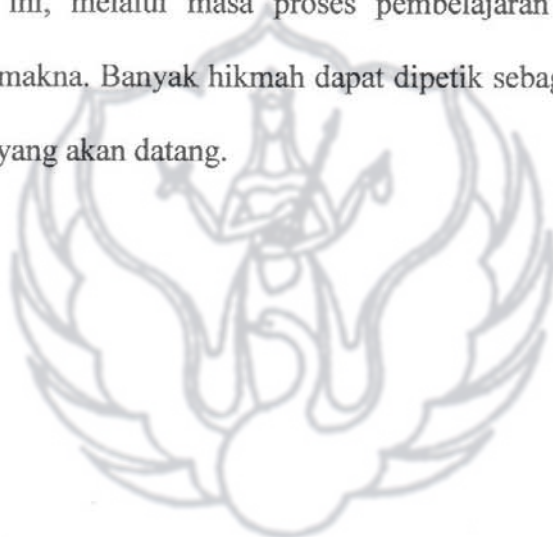 ini, melalui masa proses pembelajaran
makna. Banyak hikmah dapat dipetik
yang akan datang.